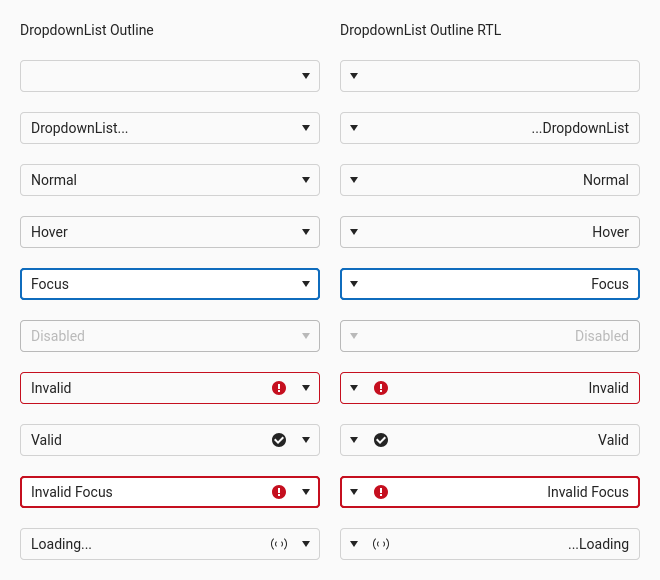 DropdownList Outline
DropdownList Outline RTL
DropdownList...
...DropdownList
Normal
Normal
Hover
Hover
Focus
Focus
Disabled
Disabled
Invalid
Invalid
Valid
Valid
Invalid Focus
Invalid Focus
Loading...
...Loading